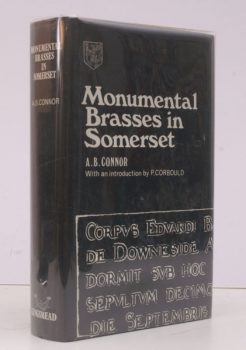 MONUMENTAL
BRASSES
IN
SOMERSET
A.B. CONNOR
KINGSMEAD
Monumental
Brasses in
Somerset
A.B. CONNOR
With an introduction by P. CORBOULD
CORPVS EDVARDI B
DE DOWNESIDE A
DORMIT SVB HOC
SEPVLTVM DECIMO
DIE SEPTEMBRIS